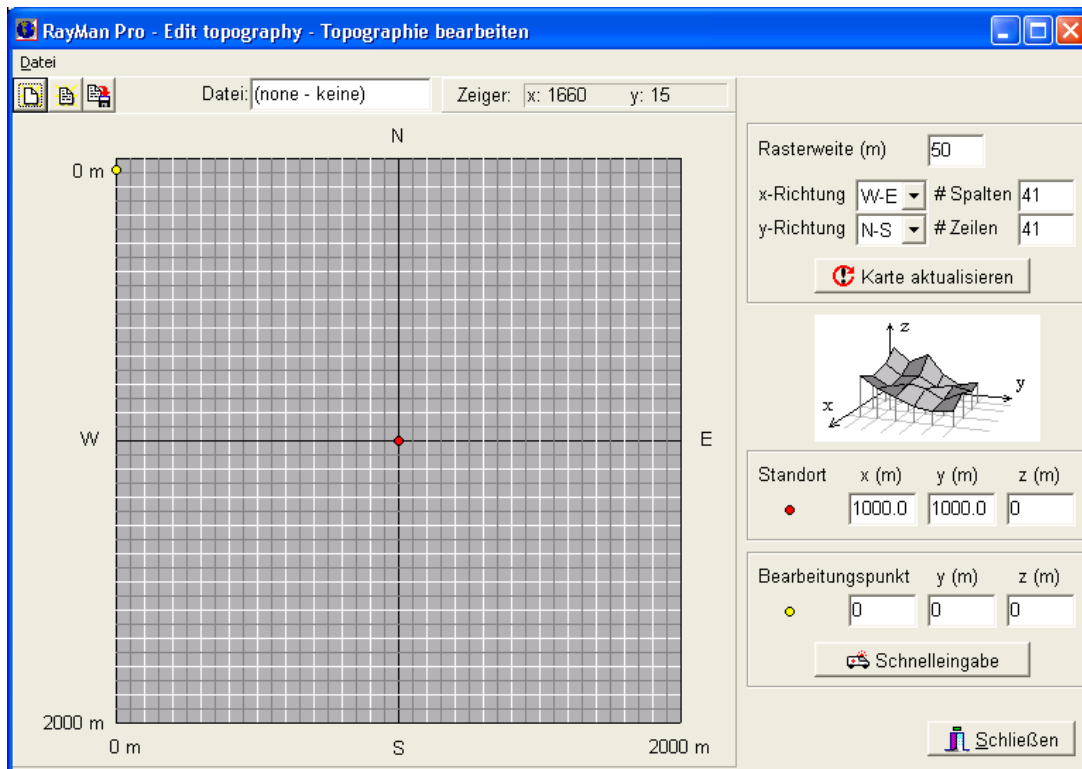 RayMan Pro - Edit topography - Topographie bearbeiten
Datei
Datei: (none - keine) Zeiger: x: 1660 y: 15
N
0 m
W
E
2000 m
0 m S 2000 m
Rasterweite (m) 50
x-Richtung W-E # Spalten 41
y-Richtung N-S # Zeilen 41
Karte aktualisieren
z
y
x
Standort x (m) y (m) z (m)
1000.0 1000.0 0
Bearbeitungspunkt y (m) z (m)
0 0 0
Schnelleingabe
Schließen